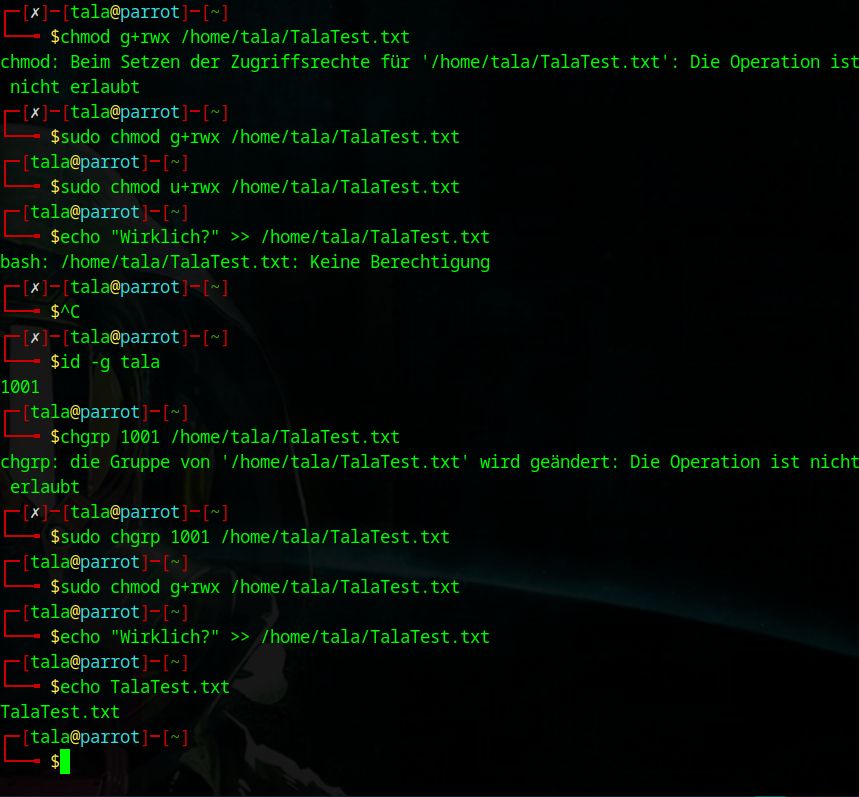 ┌─[✗]─[tala@parrot]─[~]
└──╼ $chmod g+rwx /home/tala/TalaTest.txt
chmod: Beim Setzen der Zugriffsrechte für '/home/tala/TalaTest.txt': Die Operation ist
 nicht erlaubt
┌─[✗]─[tala@parrot]─[~]
└──╼ $sudo chmod g+rwx /home/tala/TalaTest.txt
┌─[tala@parrot]─[~]
└──╼ $sudo chmod u+rwx /home/tala/TalaTest.txt
┌─[tala@parrot]─[~]
└──╼ $echo "Wirklich?" >> /home/tala/TalaTest.txt
bash: /home/tala/TalaTest.txt: Keine Berechtigung
┌─[✗]─[tala@parrot]─[~]
└──╼ $^C
┌─[✗]─[tala@parrot]─[~]
└──╼ $id -g tala
1001
┌─[tala@parrot]─[~]
└──╼ $chgrp 1001 /home/tala/TalaTest.txt
chgrp: die Gruppe von '/home/tala/TalaTest.txt' wird geändert: Die Operation ist nicht
 erlaubt
┌─[✗]─[tala@parrot]─[~]
└──╼ $sudo chgrp 1001 /home/tala/TalaTest.txt
┌─[tala@parrot]─[~]
└──╼ $sudo chmod g+rwx /home/tala/TalaTest.txt
┌─[tala@parrot]─[~]
└──╼ $echo "Wirklich?" >> /home/tala/TalaTest.txt
┌─[tala@parrot]─[~]
└──╼ $echo TalaTest.txt
TalaTest.txt
┌─[tala@parrot]─[~]
└──╼ $